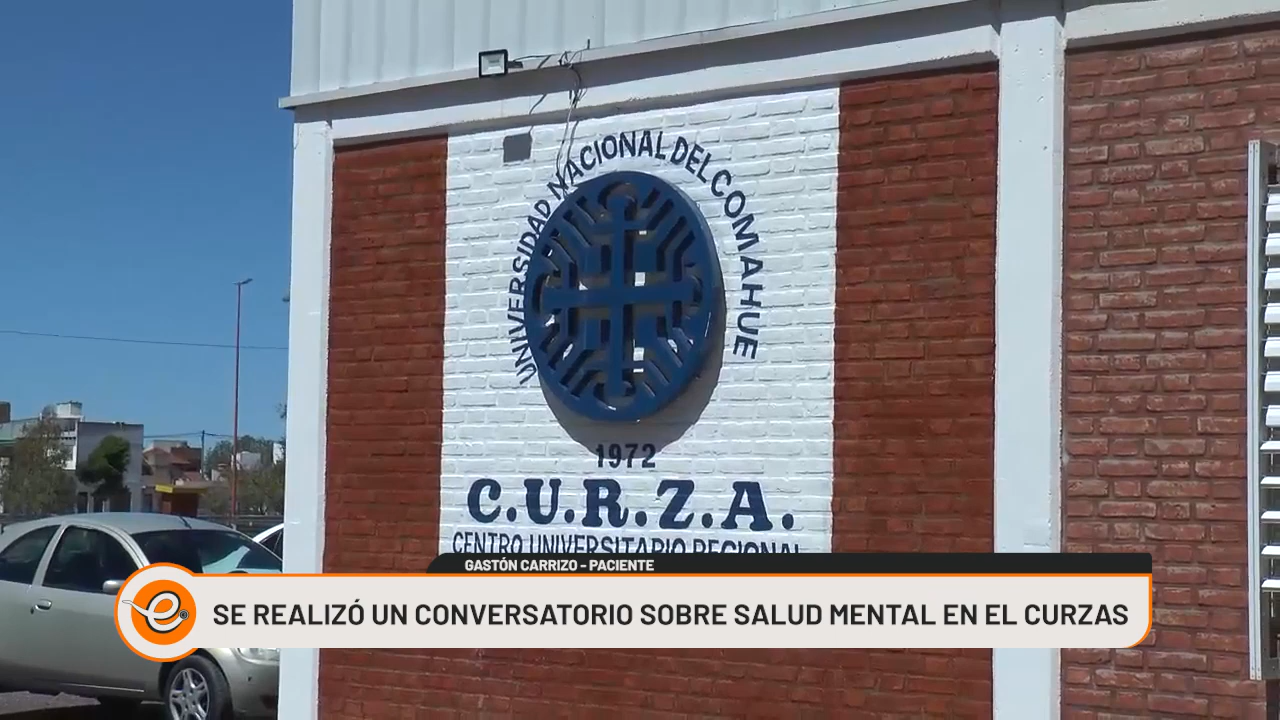 UNIVERSIDAD NACIONAL DEL COMAHUE
1972
C.U.R.Z.A.
CENTRO UNIVERSITARIO REGIONAL
GASTÓN CARRIZO - PACIENTE
SE REALIZÓ UN CONVERSATORIO SOBRE SALUD MENTAL EN EL CURZAS